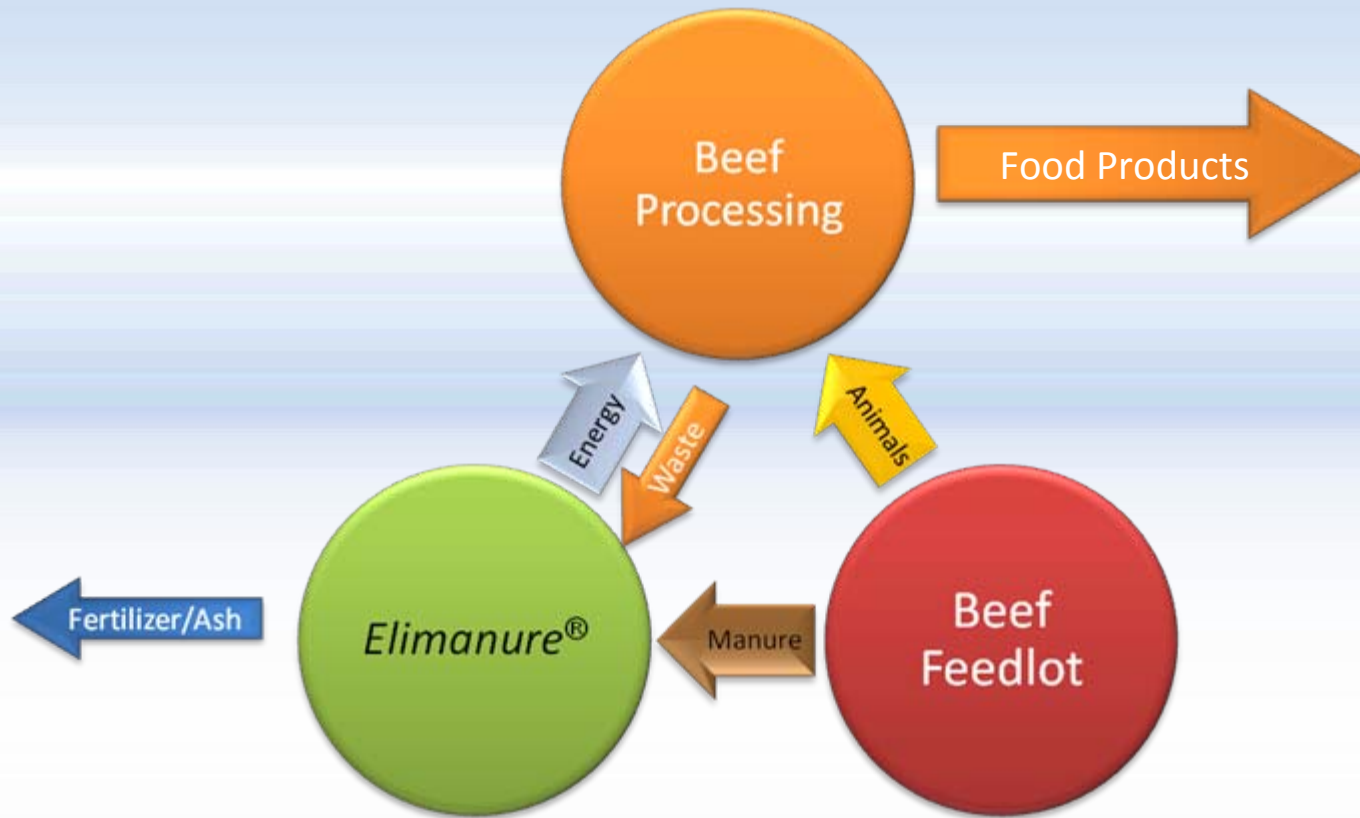 Beef
Processing
Food Products
Energy
Waste
Animals
Fertilizer/Ash
Elimanure®
Manure
Beef
Feedlot